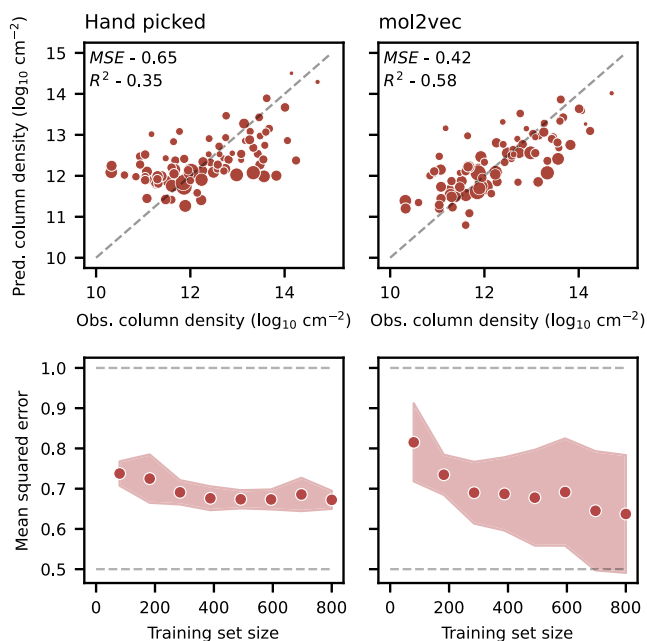 Hand picked
mol2vec
Pred. column density (log₁₀ cm⁻²)
15
14
13
12
11
10
MSE - 0.65
R² - 0.35
10
12
14
Obs. column density (log₁₀ cm⁻²)
MSE - 0.42
R² - 0.58
10
12
14
Obs. column density (log₁₀ cm⁻²)
Mean squared error
1.0
0.9
0.8
0.7
0.6
0.5
0
200
400
600
800
Training set size
0
200
400
600
800
Training set size